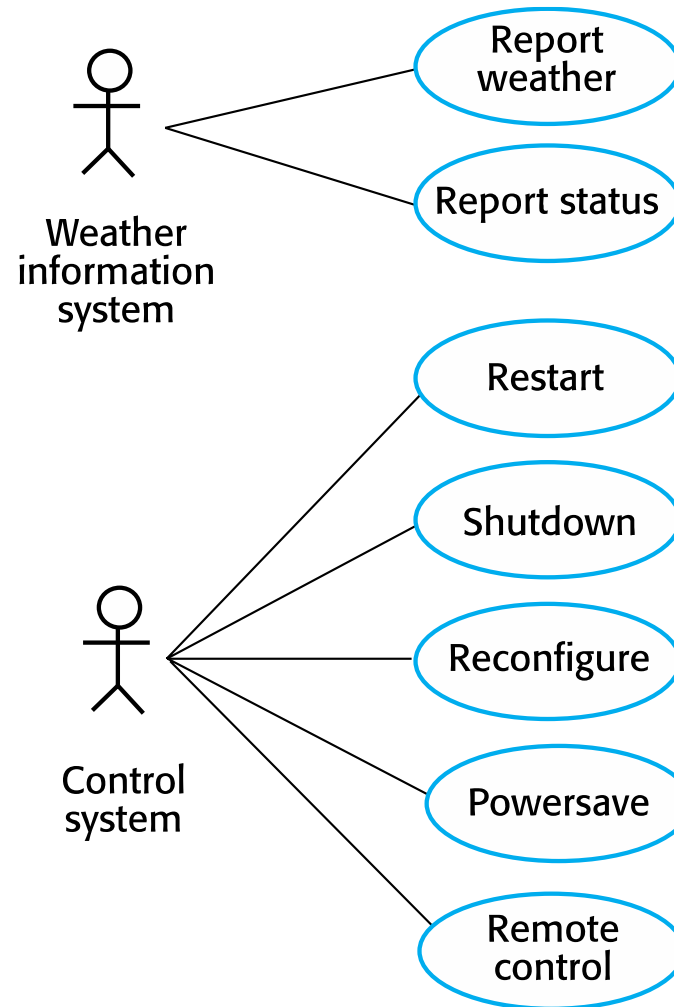 Report
weather
Report status
Weather
information
system
Restart
Shutdown
Reconfigure
Control
system
Powersave
Remote
control